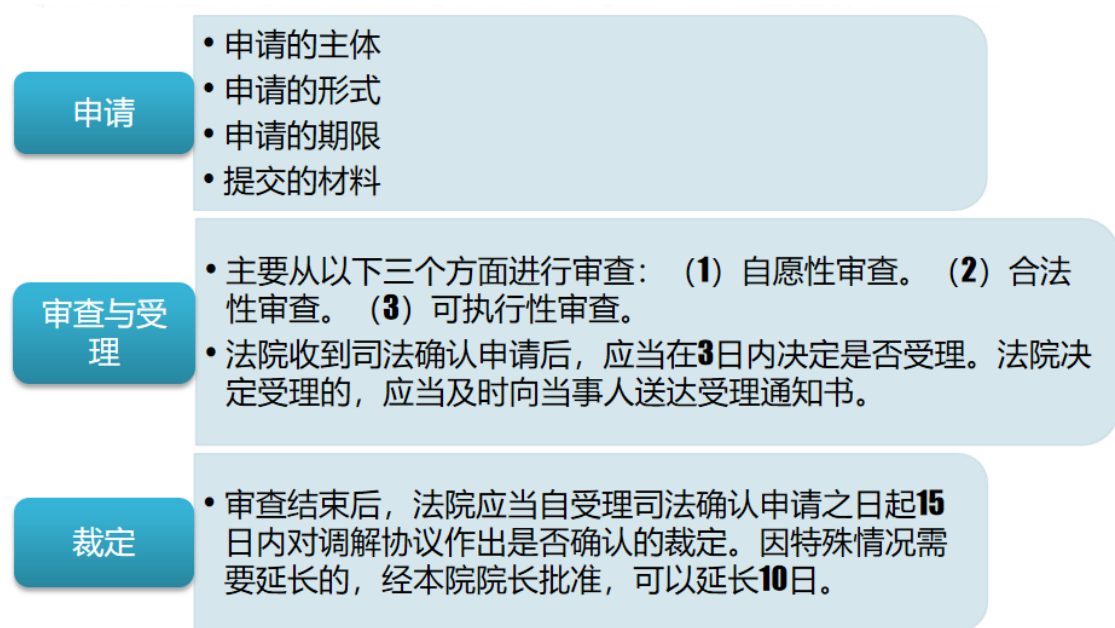 申请
• 申请的主体
• 申请的形式
• 申请的期限
• 提交的材料
审查与受
理
• 主要从以下三个方面进行审查：（1）自愿性审查。（2）合法
性审查。（3）可执行性审查。
• 法院收到司法确认申请后，应当在3日内决定是否受理。法院决
定受理的，应当及时向当事人送达受理通知书。
裁定
• 审查结束后，法院应当自受理司法确认申请之日起15
日内对调解协议作出是否确认的裁定。因特殊情况需
要延长的，经本院院长批准，可以延长10日。